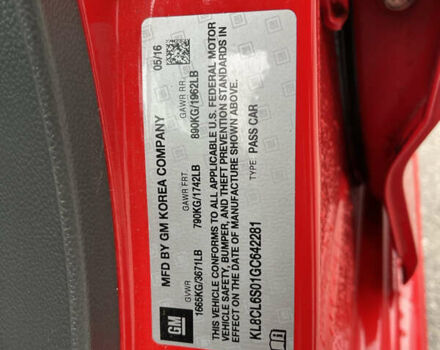 MFD BY GM KOREA COMPANY 05/16
GVWR GAWR FRT GAWR RR
1665KG/3671LB 790KG/1742LB 890KG/1962LB
THIS VEHICLE CONFORMS TO ALL APPLICABLE U.S. FEDERAL MOTOR
VEHICLE SAFETY, BUMPER, AND THEFT PREVENTION STANDARDS IN
EFFECT ON THE DATE OF MANUFACTURE SHOWN ABOVE.
TYPE: PASS CAR
KL8CL6S01GC642281
GM